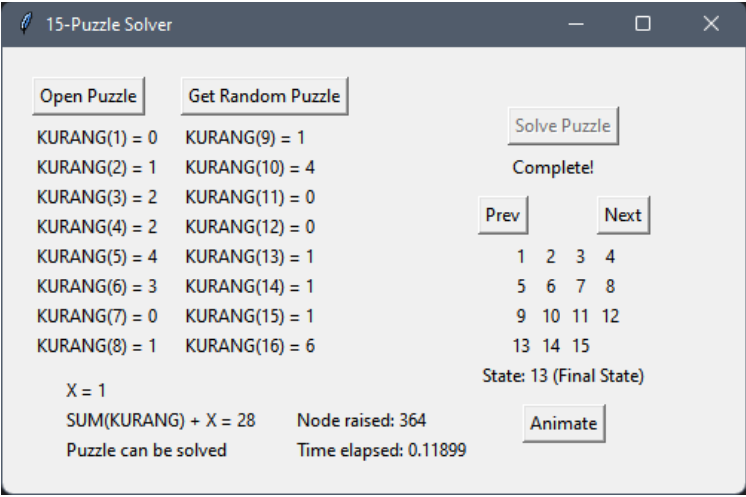 15-Puzzle Solver
Open Puzzle Get Random Puzzle
Solve Puzzle
KURANG(1) = 0 KURANG(9) = 1
KURANG(2) = 1 KURANG(10) = 4
Complete!
KURANG(3) = 2 KURANG(11) = 0
KURANG(4) = 2 KURANG(12) = 0
Prev Next
KURANG(5) = 4 KURANG(13) = 1
1 2 3 4
KURANG(6) = 3 KURANG(14) = 1
5 6 7 8
KURANG(7) = 0 KURANG(15) = 1
9 10 11 12
KURANG(8) = 1 KURANG(16) = 6
13 14 15
State: 13 (Final State)
X = 1
SUM(KURANG) + X = 28 Node raised: 364
Animate
Puzzle can be solved Time elapsed: 0.11899